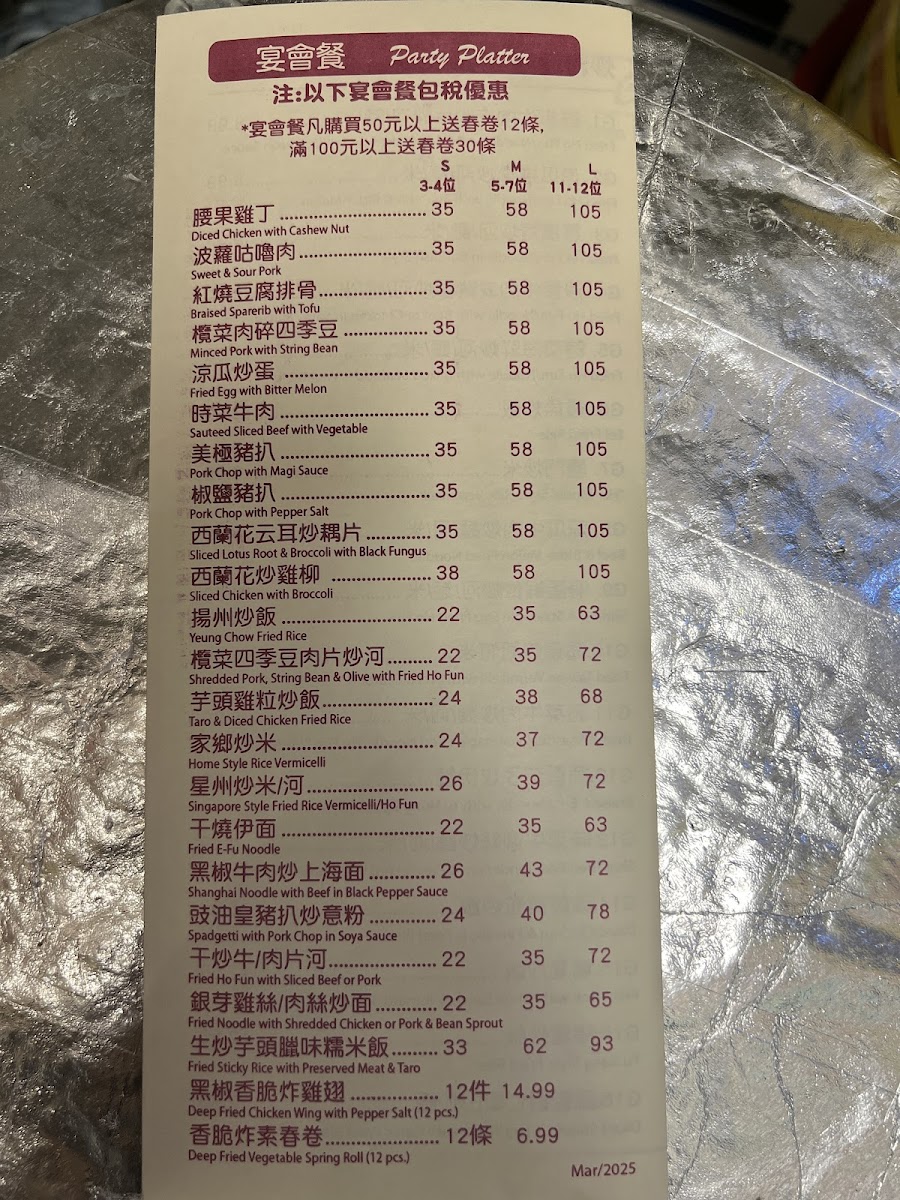 宴會餐 Party Platter
注:以下宴會餐包稅優惠
*宴會餐凡購買50元以上送春卷12條,
滿100元以上送春卷30條
S M L
3-4位 5-7位 11-12位
腰果雞丁 ............................ 35 58 105
Diced Chicken with Cashew Nut
波蘿咕嚕肉......................... 35 58 105
Sweet & Sour Pork
紅燒豆腐排骨..................... 35 58 105
Braised Sparerib with Tofu
欖菜肉碎四季豆 ................ 35 58 105
Minced Pork with String Bean
涼瓜炒蛋 ........................... 35 58 105
Fried Egg with Bitter Melon
時菜牛肉 ............................ 35 58 105
Sauteed Sliced Beef with Vegetable
美極豬扒 ............................ 35 58 105
Pork Chop with Magi Sauce
椒鹽豬扒 ............................ 35 58 105
Pork Chop with Pepper Salt
西蘭花云耳炒耦片 ............ 35 58 105
Sliced Lotus Root & Broccoli with Black Fungus
西蘭花炒雞柳 ................... 38 58 105
Sliced Chicken with Broccoli
揚州炒飯 ............................ 22 35 63
Yeung Chow Fried Rice
欖菜四季豆肉片炒河......... 22 35 72
Shredded Pork, String Bean & Olive with Fried Ho Fun
芋頭雞粒炒飯..................... 24 38 68
Taro & Diced Chicken Fried Rice
家鄉炒米 ............................ 24 37 72
Home Style Rice Vermicelli
星州炒米/河........................ 26 39 72
Singapore Style Fried Rice Vermicelli/Ho Fun
干燒伊面 ............................ 22 35 63
Fried E-Fu Noodle
黑椒牛肉炒上海面 ............ 26 43 72
Shanghai Noodle with Beef in Black Pepper Sauce
豉油皇豬扒炒意粉 ............ 24 40 78
Spadgetti with Pork Chop in Soya Sauce
干炒牛/肉片河.................... 22 35 72
Fried Ho Fun with Sliced Beef or Pork
銀芽雞絲/肉絲炒面 ........... 22 35 65
Fried Noodle with Shredded Chicken or Pork & Bean Sprout
生炒芋頭臘味糯米飯......... 33 62 93
Fried Sticky Rice with Preserved Meat & Taro
黑椒香脆炸雞翅 ................ 12件 14.99
Deep Fried Chicken Wing with Pepper Salt (12 pcs.)
香脆炸素春卷..................... 12條 6.99
Deep Fried Vegetable Spring Roll (12 pcs.)
Mar/2025